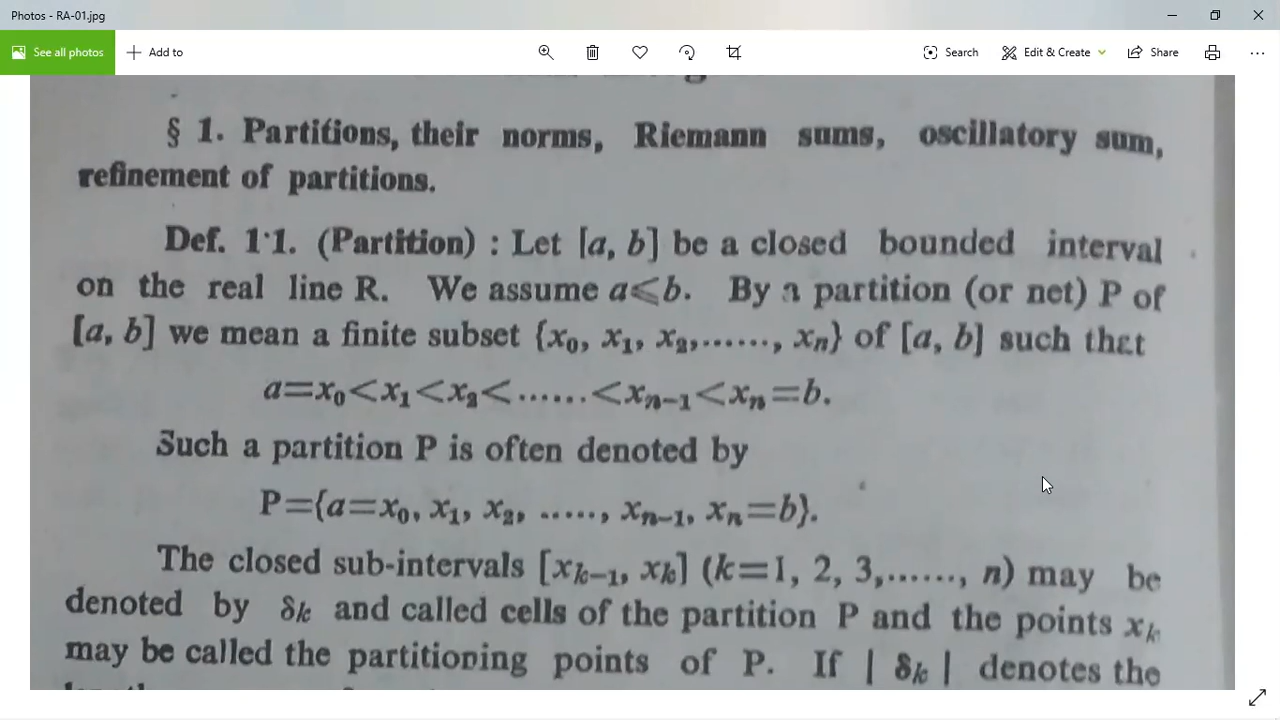 Photos - RA-01.jpg
See all photos
Add to
Search
Edit & Create
Share
§ 1. Partitions, their norms, Riemann sums, oscillatory sum,
refinement of partitions.
Def. 1·1. (Partition) : Let [a, b] be a closed bounded interval
on the real line R. We assume a⩽b. By a partition (or net) P of
[a, b] we mean a finite subset {x₀, x₁, x₂,......, xₙ} of [a, b] such that
a=x₀<x₁<x₂<......<xₙ₋₁<xₙ=b.
Such a partition P is often denoted by
P={a=x₀, x₁, x₂, ....., xₙ₋₁, xₙ=b}.
The closed sub-intervals [xₖ₋₁, xₖ] (k=1, 2, 3,......, n) may be
denoted by δₖ and called cells of the partition P and the points xₖ
may be called the partitioning points of P. If | δₖ | denotes the